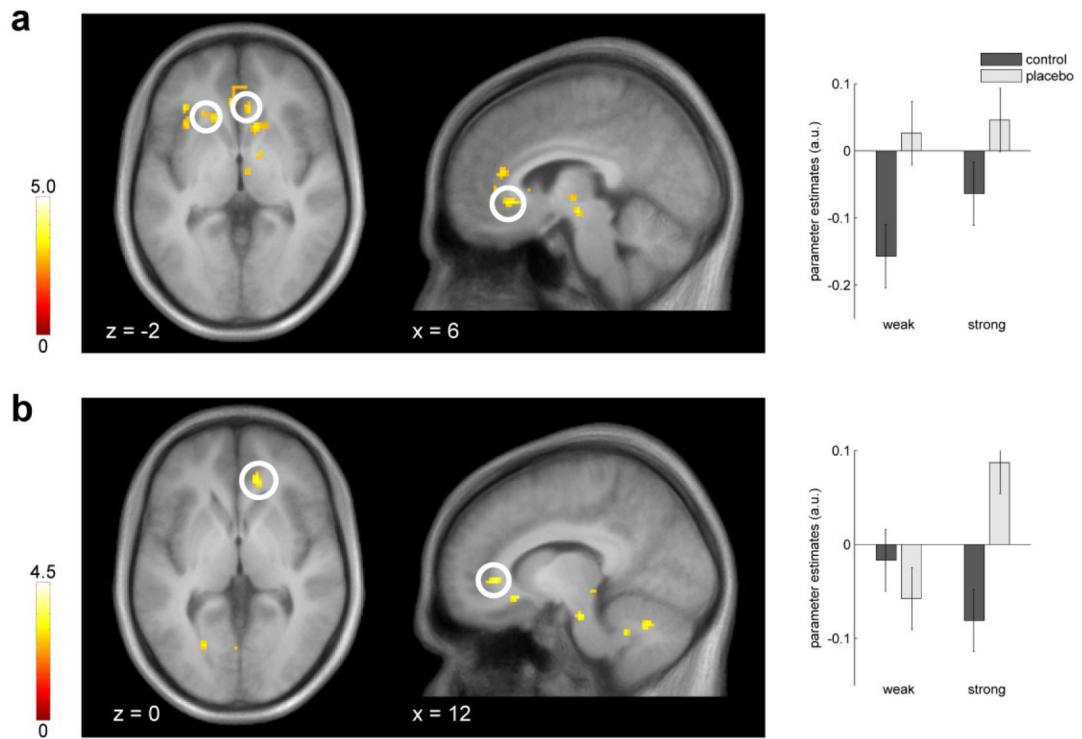 a
5.0
0
z = -2
x = 6
control
placebo
parameter estimates (a.u.)
0.1
0
-0.1
-0.2
weak strong
b
4.5
0
z = 0
x = 12
parameter estimates (a.u.)
0.1
0
-0.1
weak strong